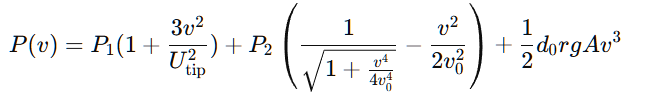 P(v) = P_1(1 + \frac{3v^2}{U_{\text{tip}}^2}) + P_2 \left( \frac{1}{\sqrt{1 + \frac{v^4}{4v_0^4}}} - \frac{v^2}{2v_0^2} \right) + \frac{1}{2} d_0 rgAv^3